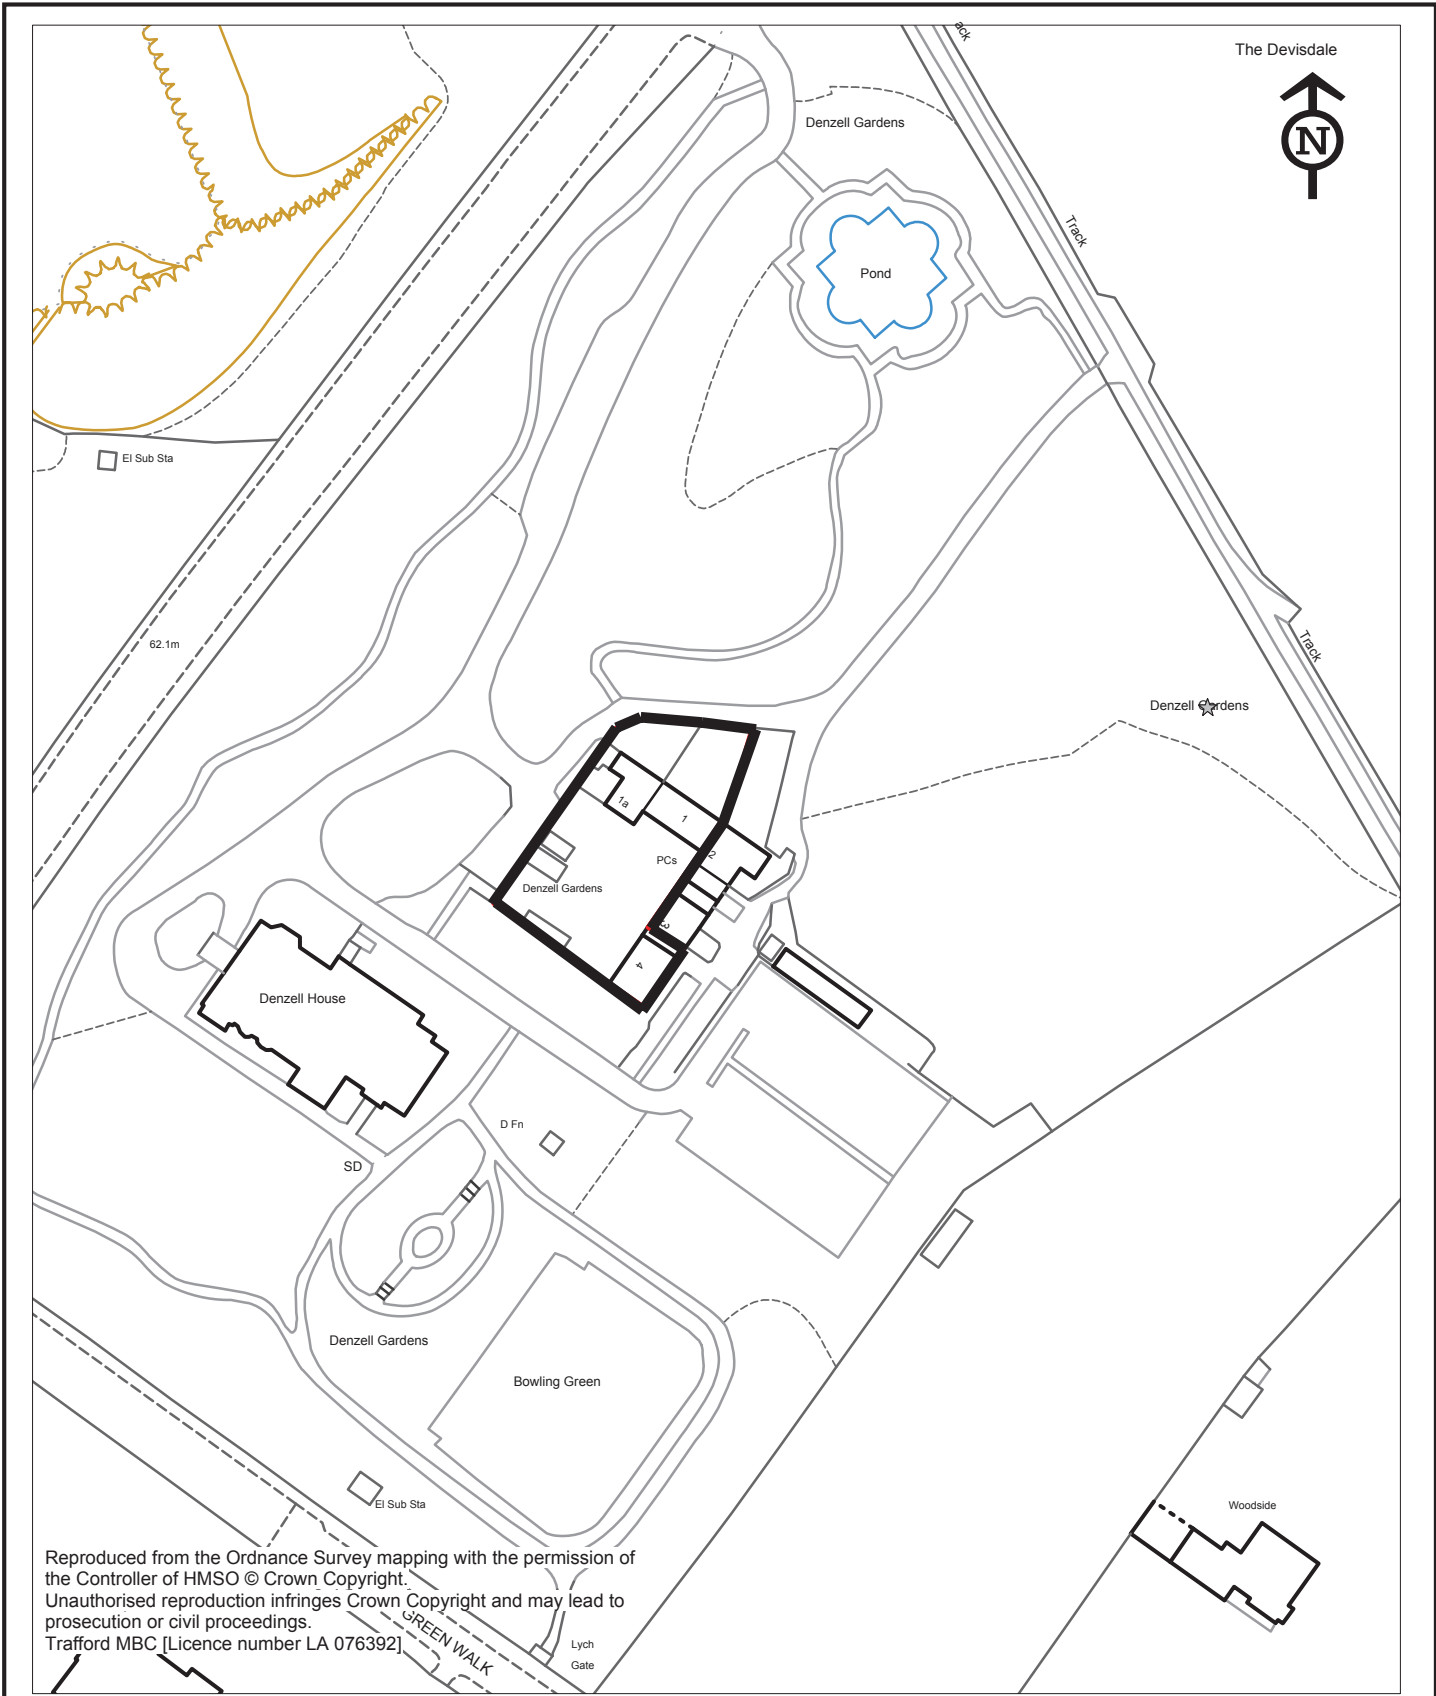 ack
The Devisdale
N
Denzell Gardens
Track
Pond
El Sub Sta
62.1m
Track
Denzell Gardens
1a
1
2
PCs
Denzell Gardens
3
4
Denzell House
D Fn
SD
Denzell Gardens
Bowling Green
El Sub Sta
Woodside
Reproduced from the Ordnance Survey mapping with the permission of
the Controller of HMSO © Crown Copyright.
Unauthorised reproduction infringes Crown Copyright and may lead to
prosecution or civil proceedings.
Trafford MBC [Licence number LA 076392]
GREEN WALK
Lych
Gate